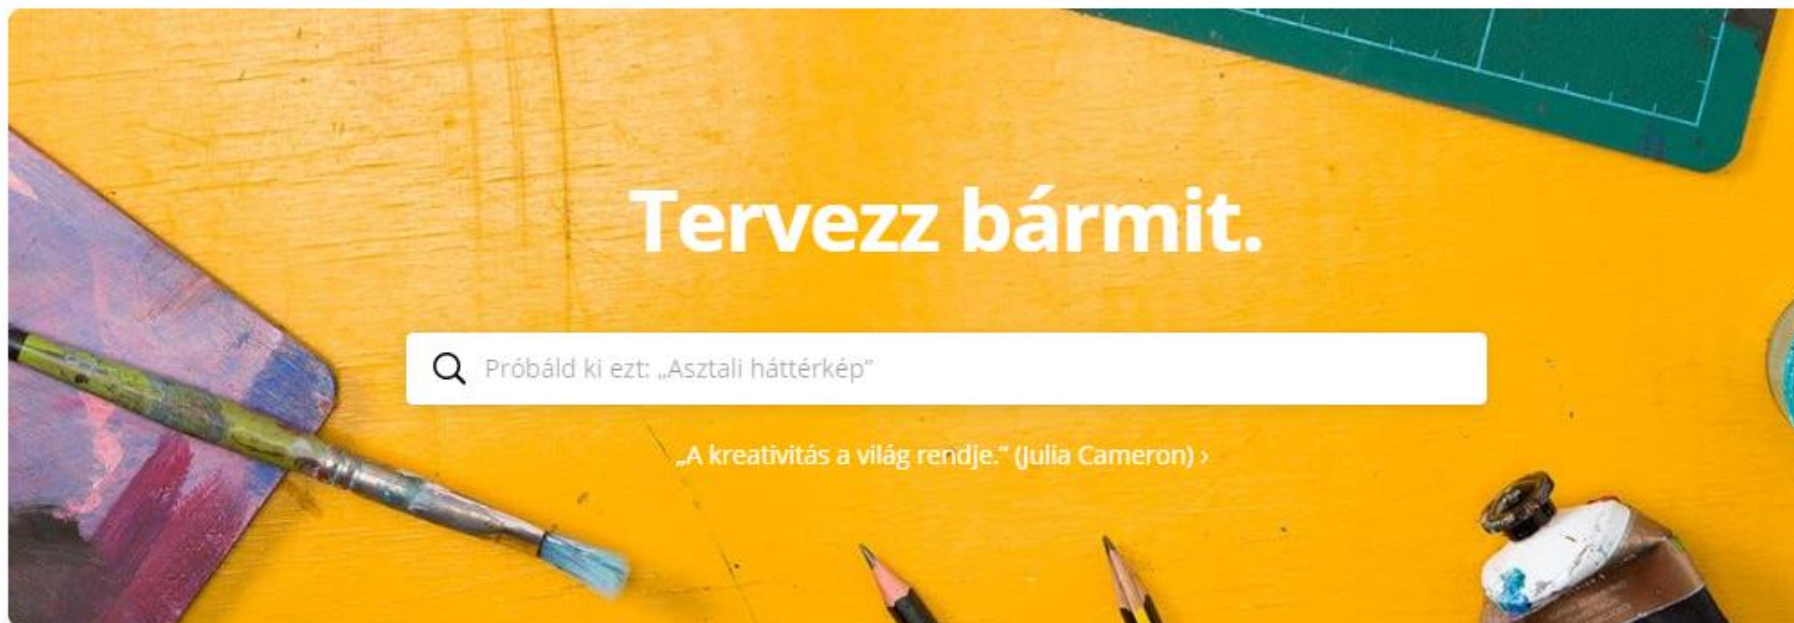 Tervezz bármit.
Próbáld ki ezt: „Asztali háttérkép”
„A kreativitás a világ rendje.” (Julia Cameron) ›